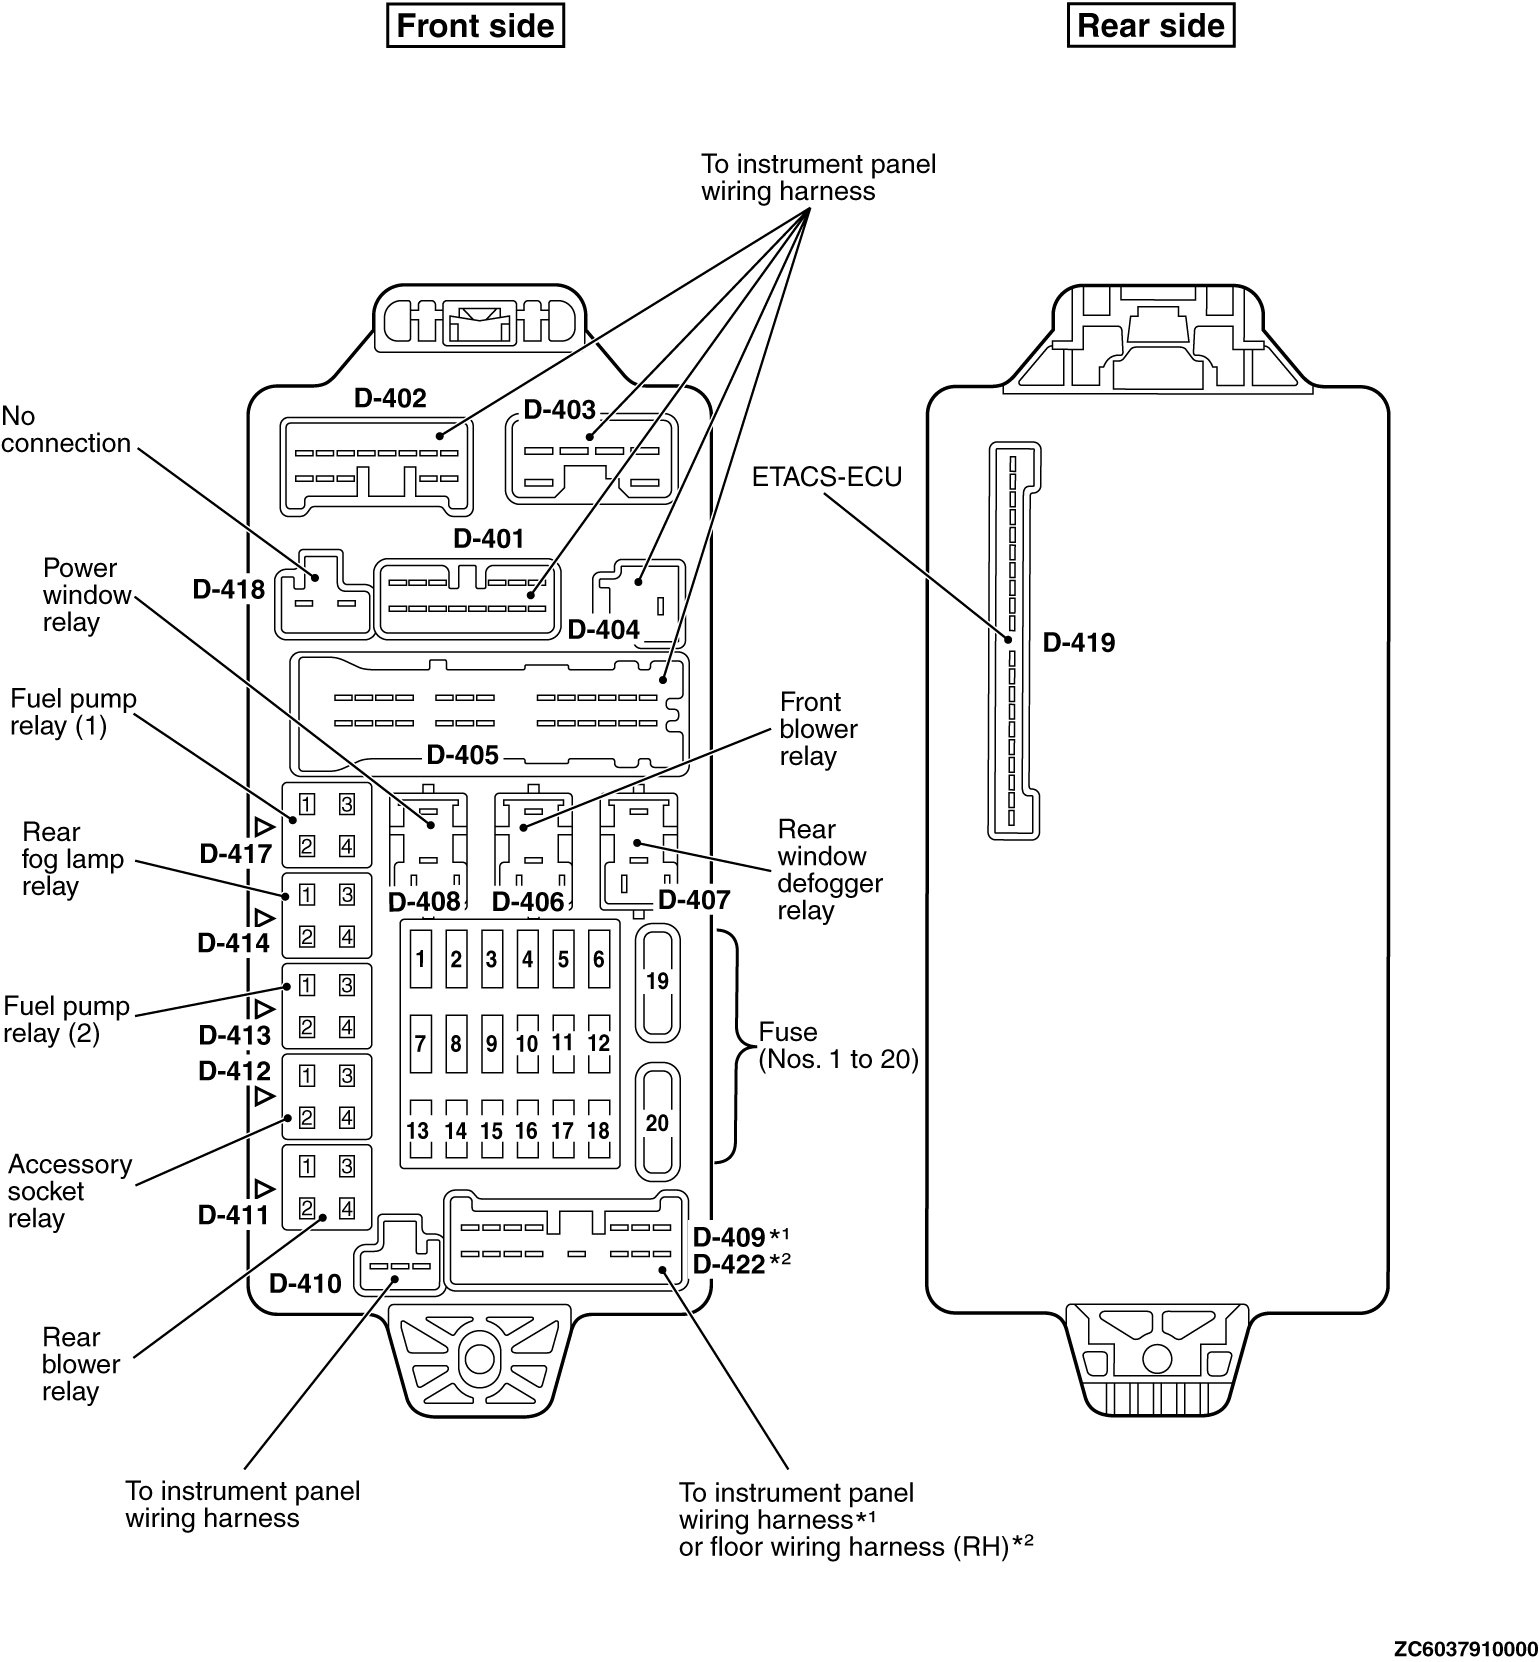 Front side
Rear side
To instrument panel
wiring harness
D-402
D-403
No
connection
ETACS-ECU
D-401
Power
window
relay
D-418
D-404
D-419
Fuel pump
relay (1)
D-405
Front
blower
relay
1 3
2 4
D-417
Rear
fog lamp
relay
Rear
window
defogger
relay
1 3
2 4
D-414
D-408
D-406
D-407
1 2 3 4 5 6
19
Fuel pump
relay (2)
1 3
2 4
D-413
7 8 9 10 11 12
Fuse
(Nos. 1 to 20)
D-412
1 3
2 4
13 14 15 16 17 18
20
Accessory
socket
relay
1 3
2 4
D-411
D-409*1
D-422*2
D-410
Rear
blower
relay
To instrument panel
wiring harness
To instrument panel
wiring harness*1
or floor wiring harness (RH)*2
ZC6037910000